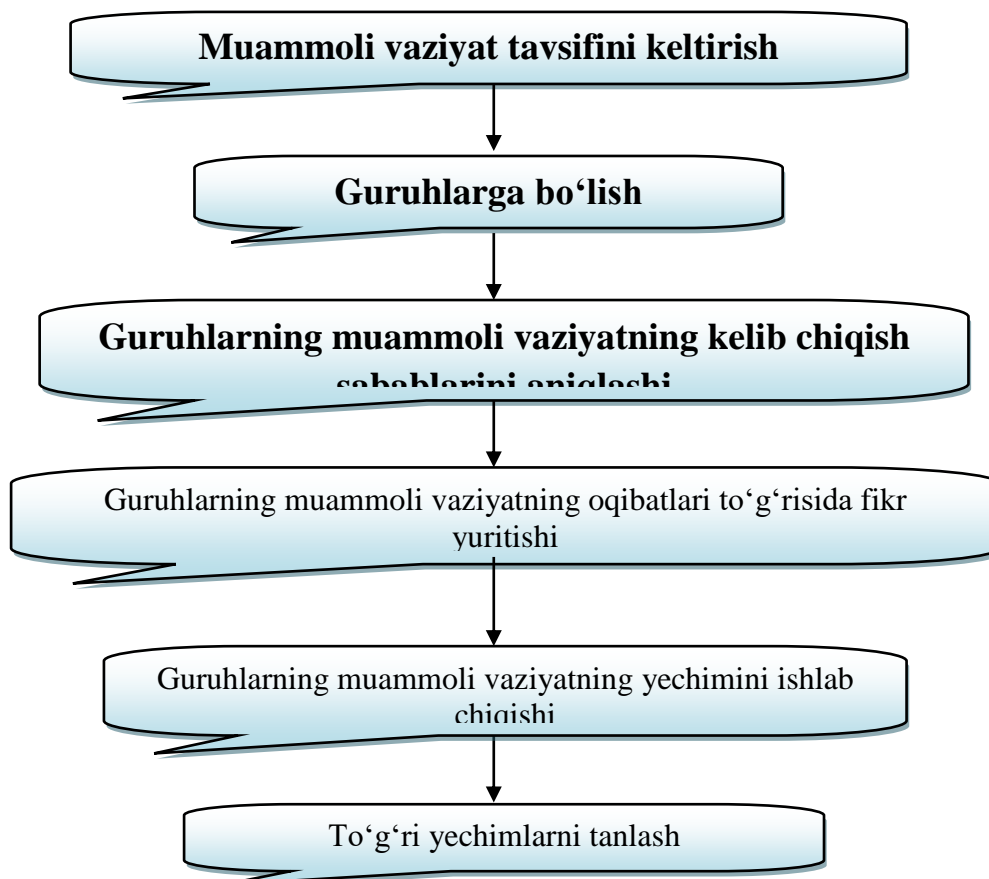 Muammoli vaziyat tavsifini keltirish
Guruhlarga bo‘lish
Guruhlarning muammoli vaziyatning kelib chiqish
sabablarini aniqlashi
Guruhlarning muammoli vaziyatning oqibatlari to‘g‘risida fikr
yuritishi
Guruhlarning muammoli vaziyatning yechimini ishlab
chiqishi
To‘g‘ri yechimlarni tanlash